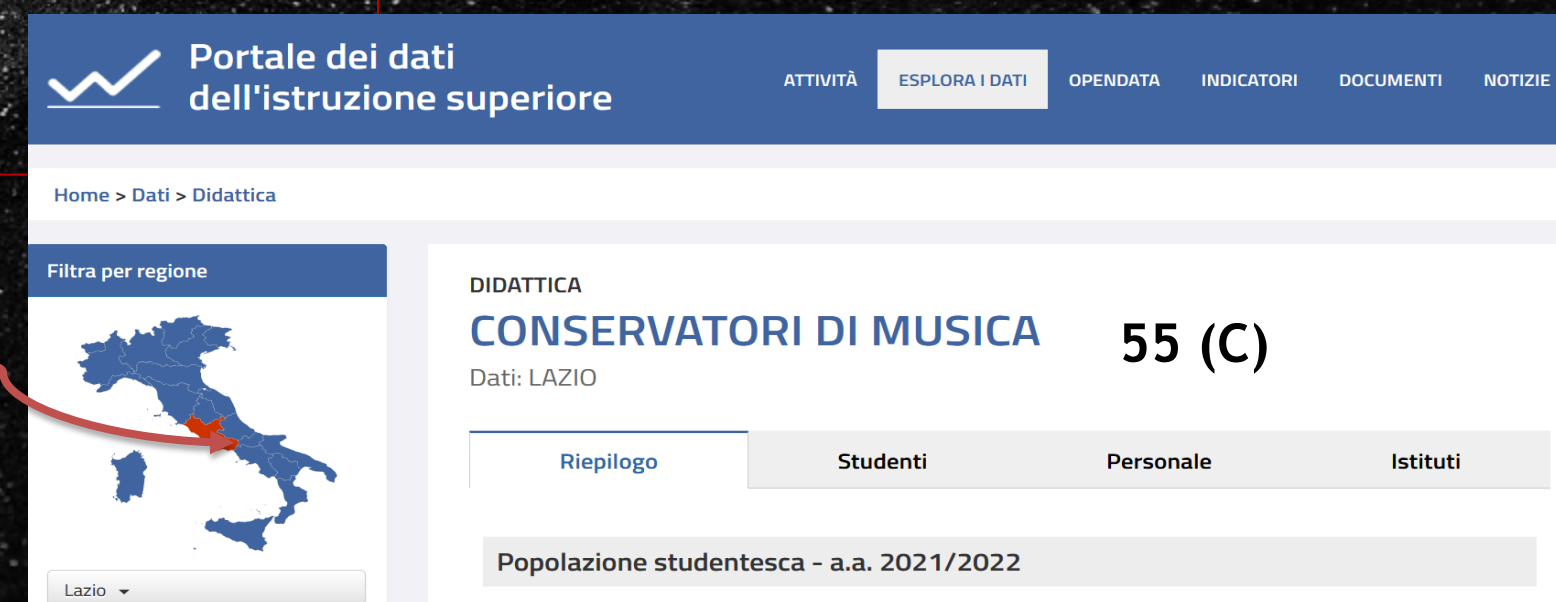 Portale dei dati
dell'istruzione superiore
ATTIVITÀ ESPLORA I DATI OPENDATA INDICATORI DOCUMENTI NOTIZIE
Home > Dati > Didattica
Filtra per regione
DIDATTICA
CONSERVATORI DI MUSICA 55 (C)
Dati: LAZIO
Riepilogo Studenti Personale Istituti
Popolazione studentesca - a.a. 2021/2022
Lazio